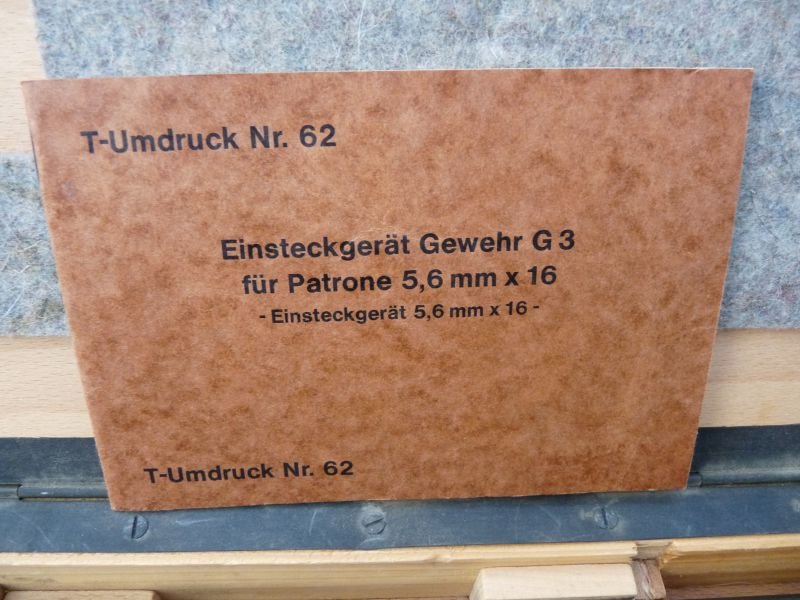 T-Umdruck Nr. 62
Einsteckgerät Gewehr G 3
für Patrone 5,6 mm x 16
- Einsteckgerät 5,6 mm x 16 -
T-Umdruck Nr. 62